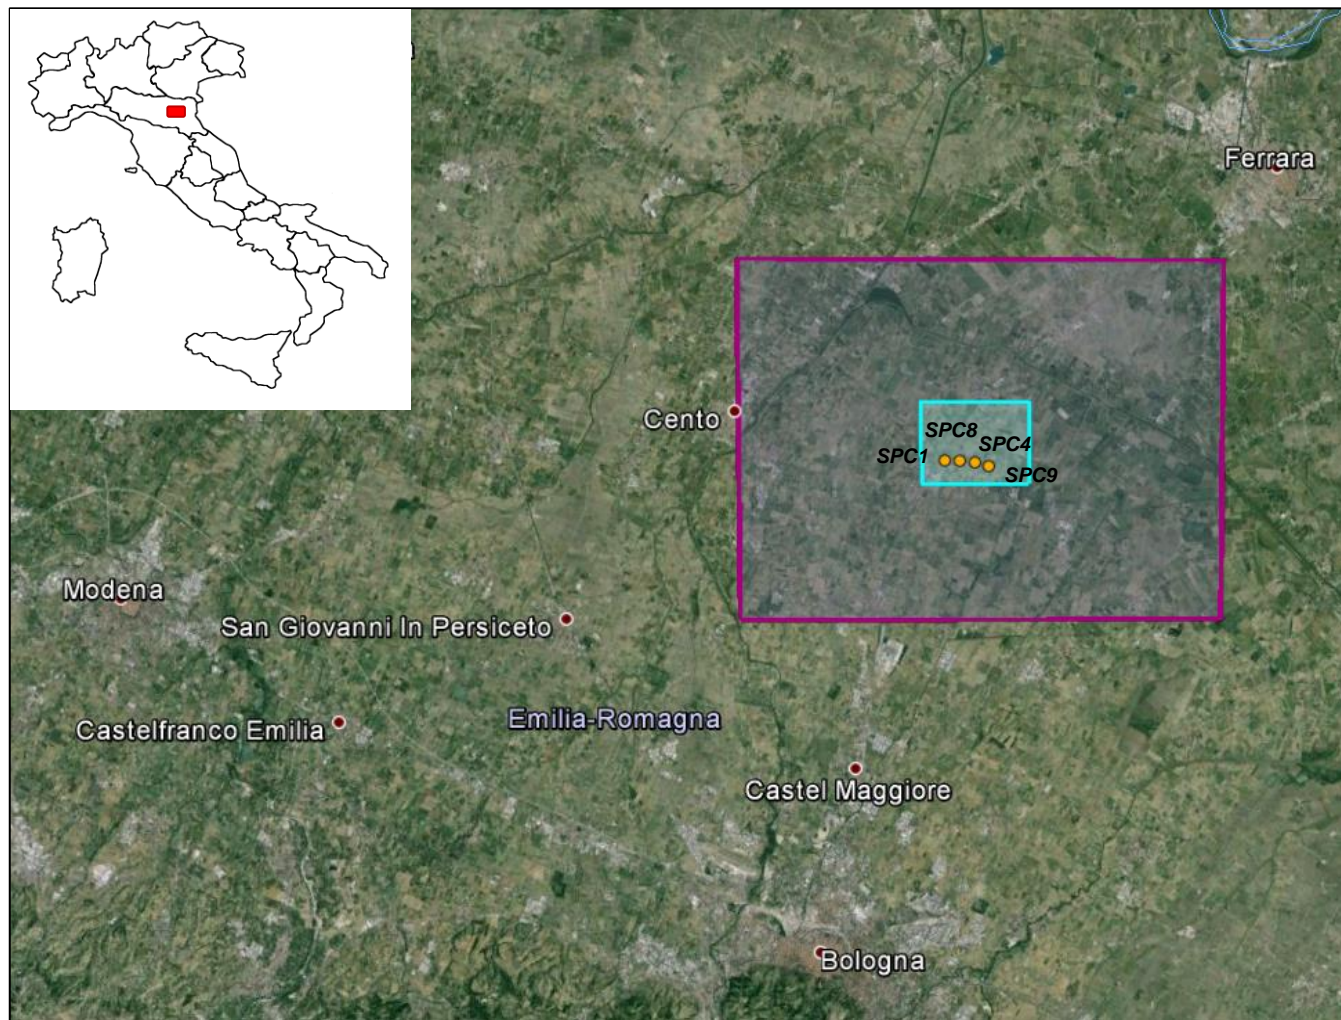 Ferrara
Cento
SPC8
SPC4
SPC1
SPC9
Modena
San Giovanni In Persiceto
Emilia-Romagna
Castelfranco Emilia
Castel Maggiore
Bologna